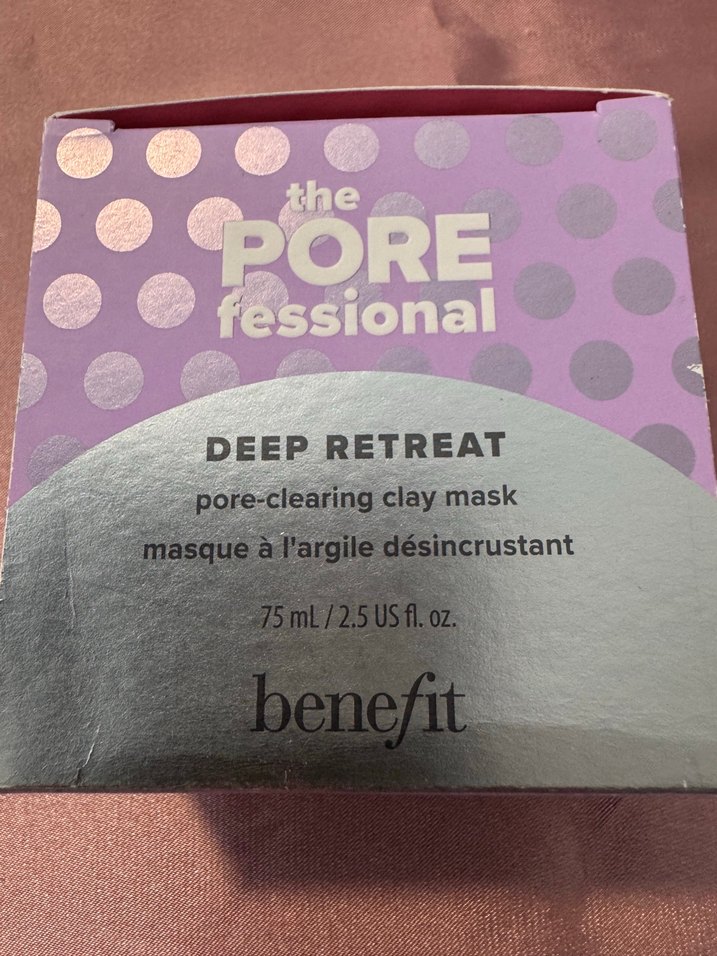 the
PORE
fessional
DEEP RETREAT
pore-clearing clay mask
masque à l'argile désincrustant
75 mL / 2.5 US fl. oz.
benefit